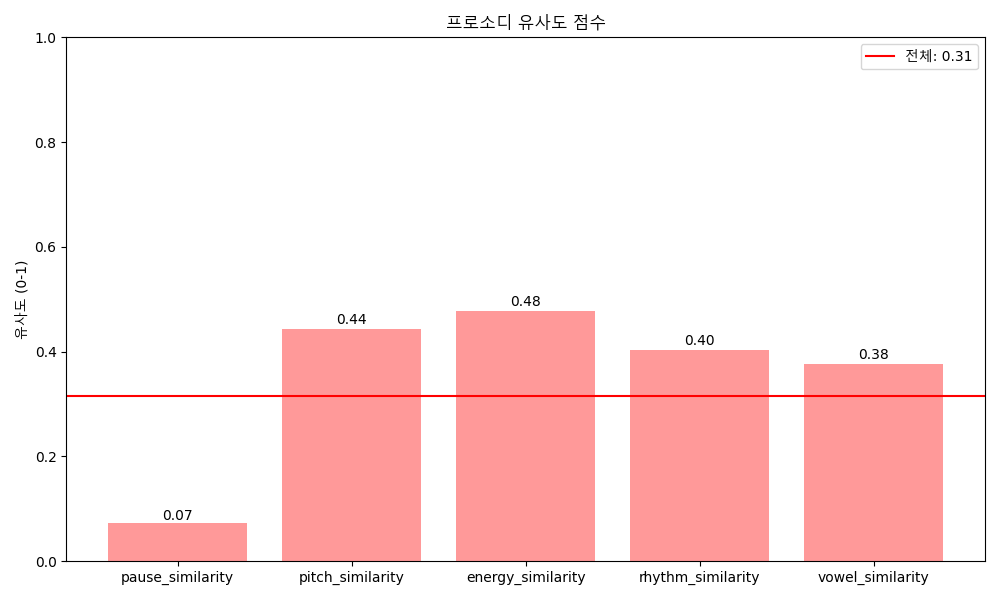 프로소디 유사도 점수
전체: 0.31
유사도 (0-1)
1.0
0.8
0.6
0.4
0.2
0.0
0.07
0.44
0.48
0.40
0.38
pause_similarity
pitch_similarity
energy_similarity
rhythm_similarity
vowel_similarity